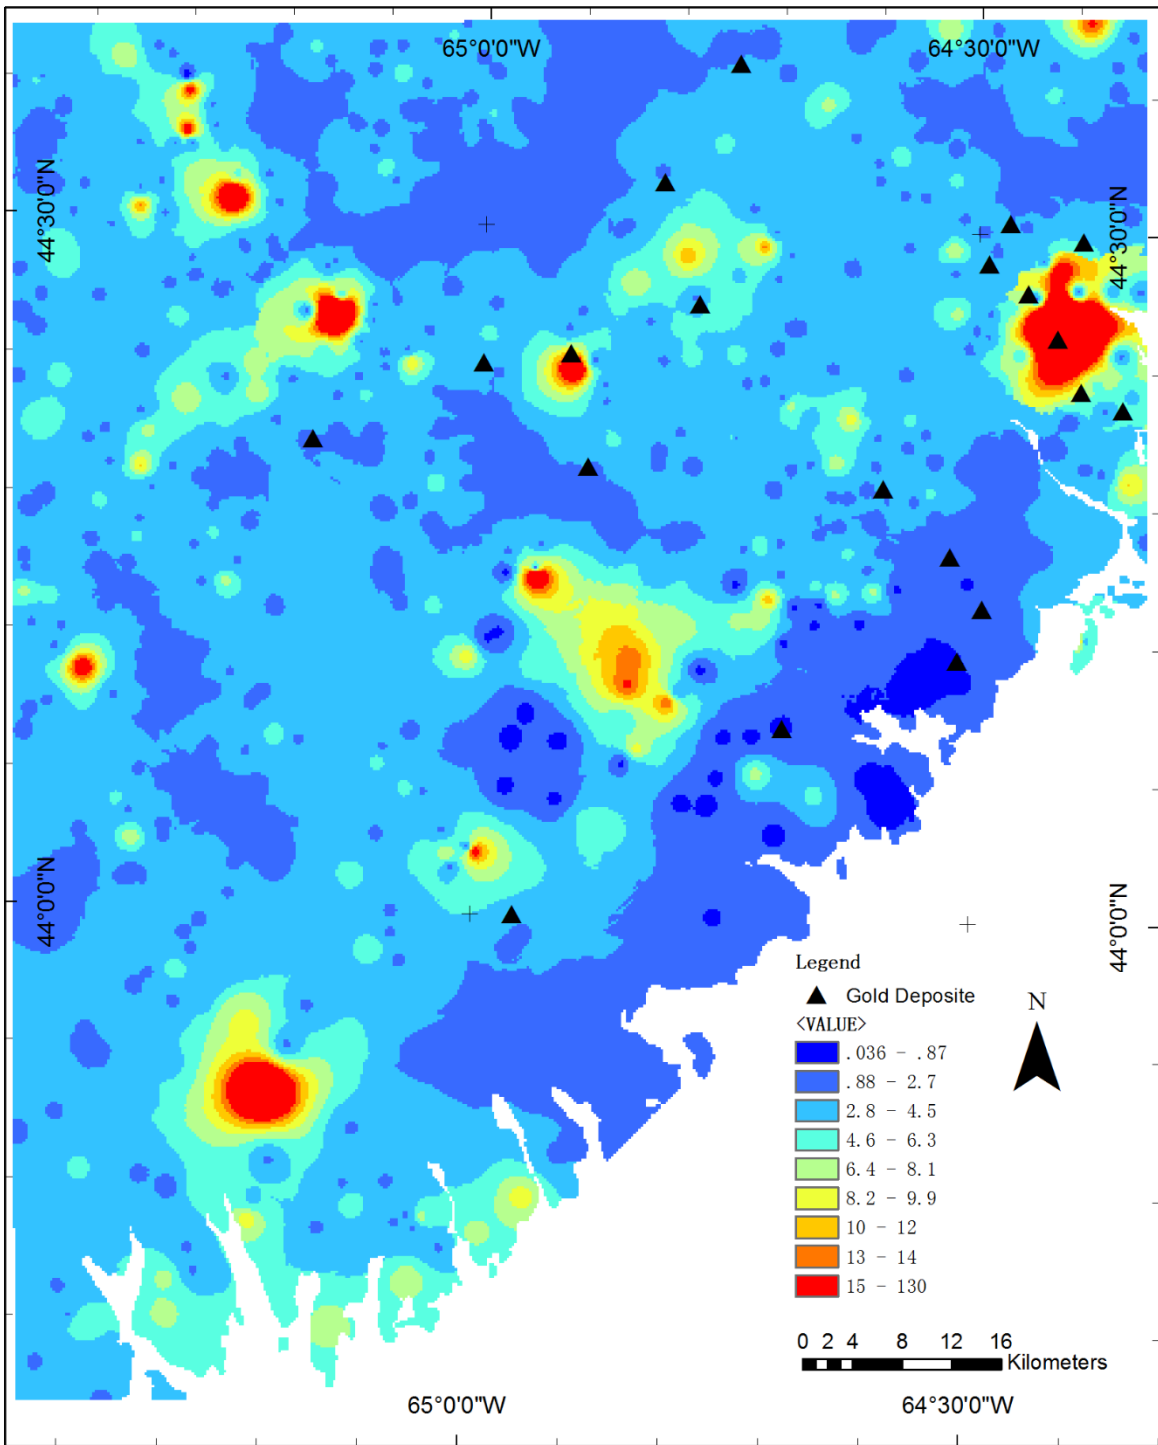 65°0'0"W
64°30'0"W
44°30'0"N
44°30'0"N
44°0'0"N
44°0'0"N
Legend
Gold Deposite
N
<VALUE>
.036 - .87
.88 - 2.7
2.8 - 4.5
4.6 - 6.3
6.4 - 8.1
8.2 - 9.9
10 - 12
13 - 14
15 - 130
0 2 4 8 12 16
Kilometers
65°0'0"W
64°30'0"W